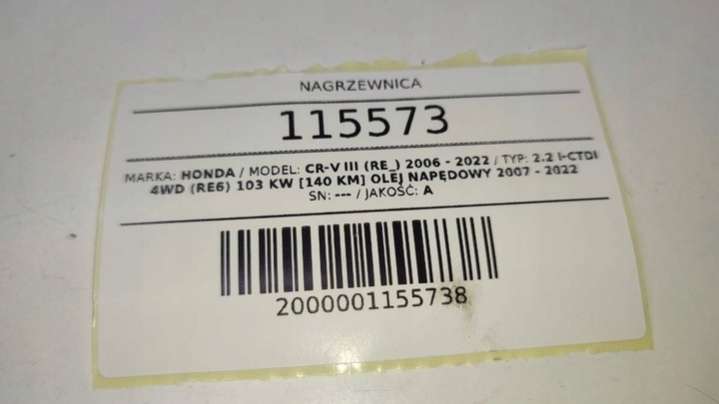 NAGRZEWNICA
115573
MARKA: HONDA / MODEL: CR-V III (RE_) 2006 - 2022 / TYP: 2.2 I-CTDI
4WD (RE6) 103 KW [140 KM] OLEJ NAPĘDOWY 2007 - 2022
SN: --- / JAKOŚĆ: A
2000001155738